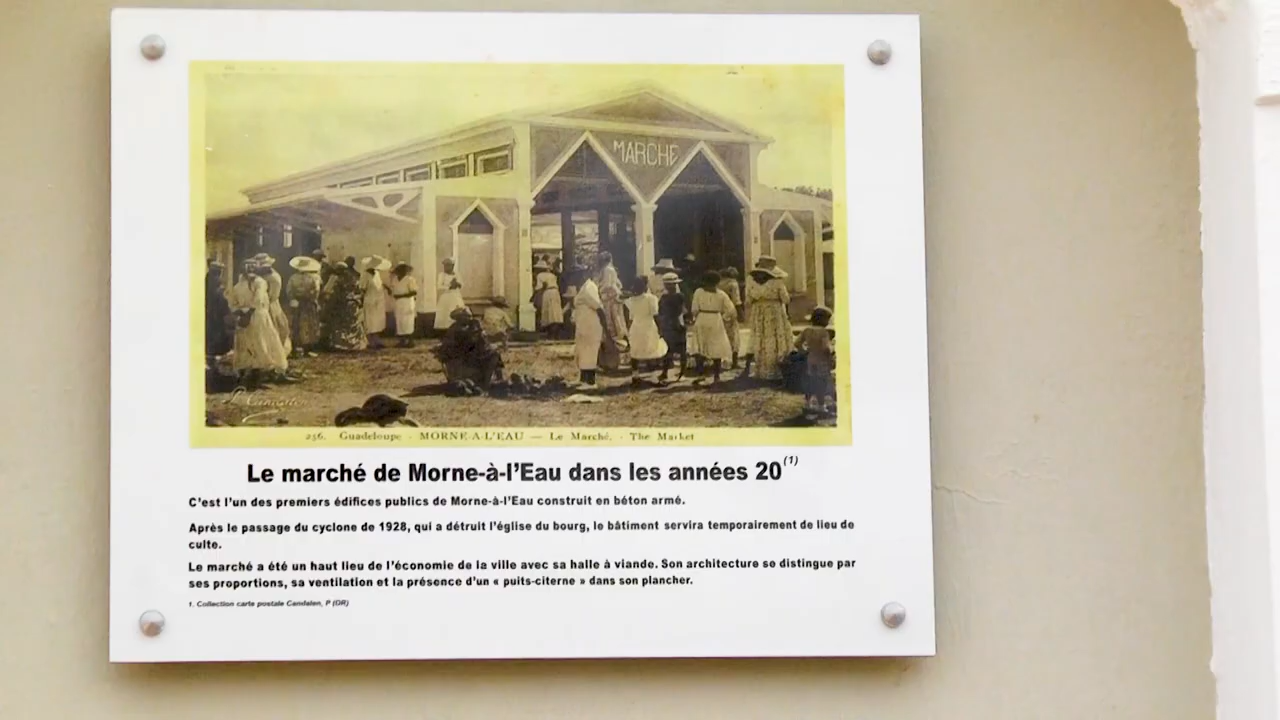 MARCHE
256. Guadeloupe - MORNE-A-L'EAU — Le Marché. - The Market
Le marché de Morne-à-l'Eau dans les années 20(1)
C'est l'un des premiers édifices publics de Morne-à-l'Eau construit en béton armé.
Après le passage du cyclone de 1928, qui a détruit l'église du bourg, le bâtiment servira temporairement de lieu de
culte.
Le marché a été un haut lieu de l'économie de la ville avec sa halle à viande. Son architecture se distingue par
ses proportions, sa ventilation et la présence d'un « puits-citerne » dans son plancher.
1. Collection carte postale Candalen, P (DR)